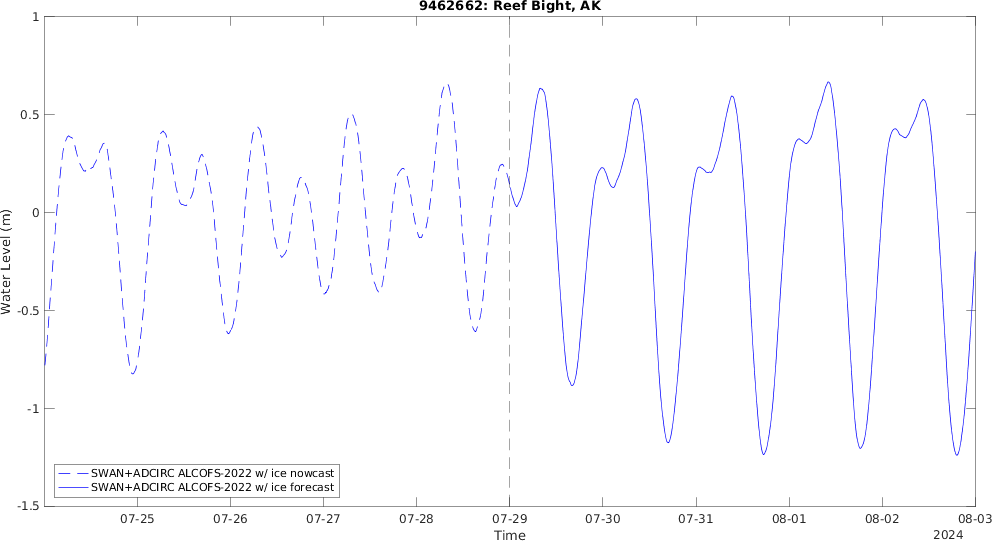 9462662: Reef Bight, AK
1
0.5
0
-0.5
-1
-1.5
Water Level (m)
SWAN+ADCIRC ALCOFS-2022 w/ ice nowcast
SWAN+ADCIRC ALCOFS-2022 w/ ice forecast
07-25 07-26 07-27 07-28 07-29 07-30 07-31 08-01 08-02 08-03
Time
2024